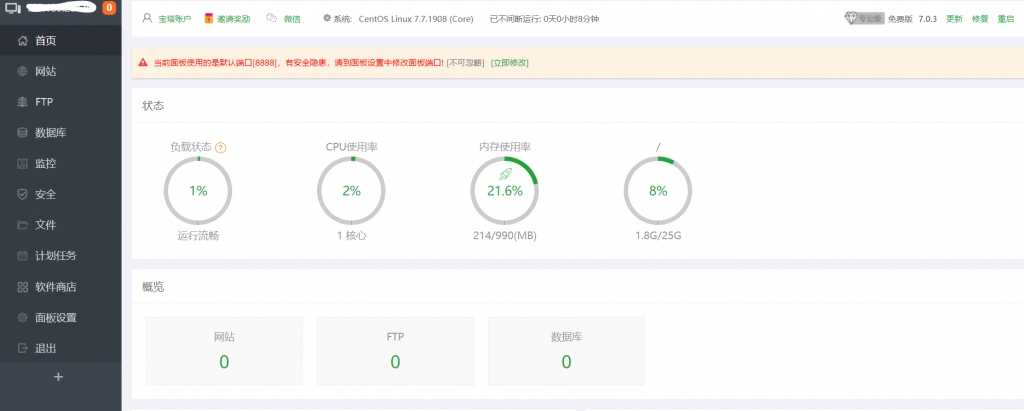 0
首页
网站
FTP
数据库
监控
安全
文件
计划任务
软件商店
面板设置
退出
宝塔账户 邀请奖励 微信 系统: CentOS Linux 7.7.1908 (Core) 已不间断运行: 0天0小时8分钟 专业版 免费版 7.0.3 更新 修复 重启
当前面板使用的是默认端口[8888]，有安全隐患，请到面板设置中修改面板端口! [不可忽略] [立即修改]
状态
负载状态 ? CPU使用率 内存使用率 /
1% 2% 21.6% 8%
运行流畅 1 核心 214/990(MB) 1.8G/25G
概览
网站 FTP 数据库
0 0 0